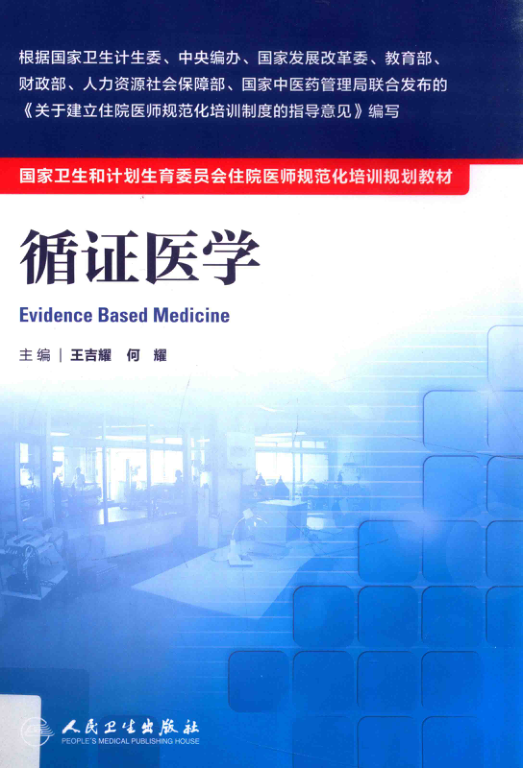 根据国家卫生计生委、中央编办、国家发展改革委、教育部、
财政部、人力资源社会保障部、国家中医药管理局联合发布的
《关于建立住院医师规范化培训制度的指导意见》编写
国家卫生和计划生育委员会住院医师规范化培训规划教材
循证医学
Evidence Based Medicine
主编 | 王吉耀 何 耀
人民卫生出版社
PEOPLE'S MEDICAL PUBLISHING HOUSE